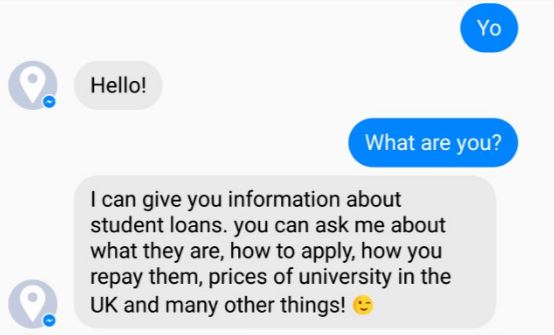 Yo
Hello!
What are you?
I can give you information about
student loans. you can ask me about
what they are, how to apply, how you
repay them, prices of university in the
UK and many other things! 😉